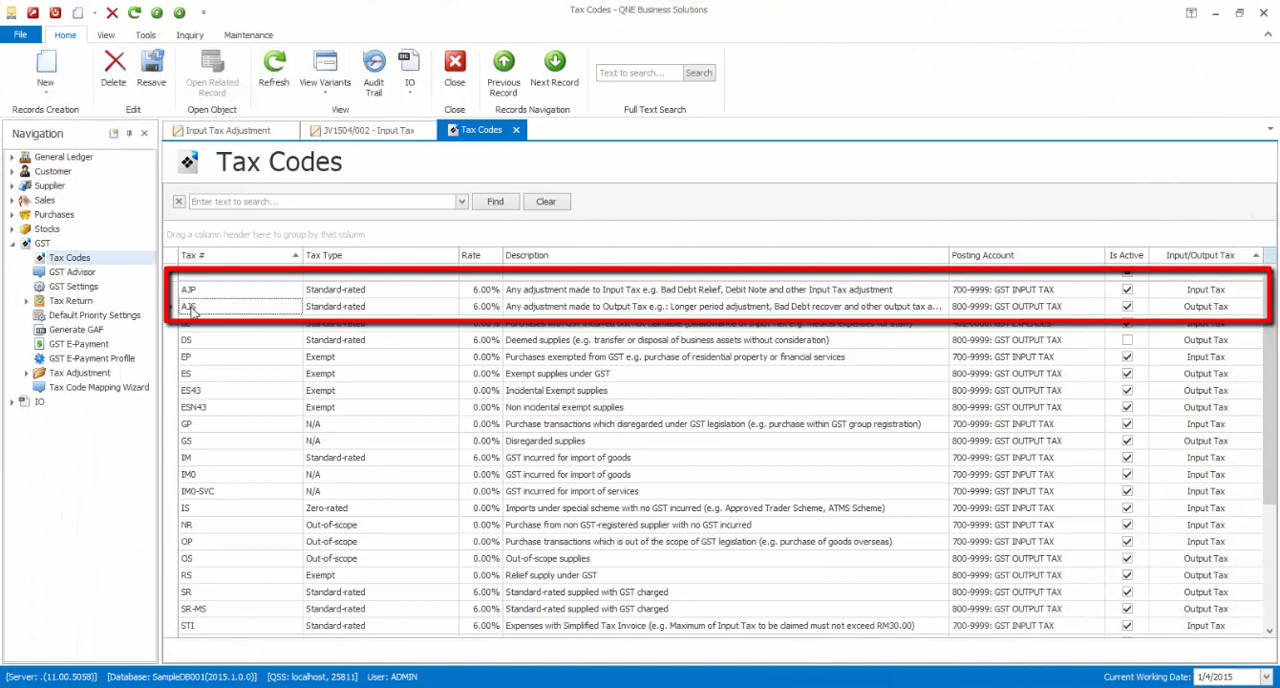 Tax Codes - QNE Business Solutions
File Home View Tools Inquiry Maintenance
New Delete Resave Open Related Record Refresh View Variants Audit Trail IO Close Previous Record Next Record Text to search... Search
Records Creation Edit Open Object View Close Records Navigation Full Text Search
Navigation
General Ledger
Customer
Supplier
Sales
Purchases
Stocks
GST
Tax Codes
GST Advisor
GST Settings
Tax Return
Default Priority Settings
Generate GAF
GST E-Payment
GST E-Payment Profile
Tax Adjustment
Tax Code Mapping Wizard
IO
Input Tax Adjustment JV1504/002 - Input Tax Tax Codes
Tax Codes
Enter text to search... Find Clear
Drag a column header here to group by that column
Tax # Tax Type Rate Description Posting Account Is Active Input/Output Tax
AJP Standard-rated 6.00% Any adjustment made to Input Tax e.g. Bad Debt Relief, Debit Note and other Input Tax adjustment 700-9999: GST INPUT TAX Input Tax
AJS Standard-rated 6.00% Any adjustment made to Output Tax e.g.: Longer period adjustment, Bad Debt recover and other output tax a... 800-9999: GST OUTPUT TAX Output Tax
DS Standard-rated 6.00% Deemed supplies (e.g. transfer or disposal of business assets without consideration) 800-9999: GST OUTPUT TAX Output Tax
EP Exempt 0.00% Purchases exempted from GST e.g. purchase of residential property or financial services 700-9999: GST INPUT TAX Input Tax
ES Exempt 0.00% Exempt supplies under GST 800-9999: GST OUTPUT TAX Output Tax
ES43 Exempt 0.00% Incidental Exempt supplies 800-9999: GST OUTPUT TAX Output Tax
ESN43 Exempt 0.00% Non incidental exempt supplies 800-9999: GST OUTPUT TAX Output Tax
GP N/A 0.00% Purchase transactions which disregarded under GST legislation (e.g. purchase within GST group registration) 700-9999: GST INPUT TAX Input Tax
GS N/A 0.00% Disregarded supplies 800-9999: GST OUTPUT TAX Output Tax
IM Standard-rated 6.00% GST incurred for import of goods 700-9999: GST INPUT TAX Input Tax
IM0 N/A 0.00% GST incurred for import of goods 700-9999: GST INPUT TAX Input Tax
IM0-SVC N/A 0.00% GST incurred for import of services 700-9999: GST INPUT TAX Input Tax
IS Zero-rated 0.00% Imports under special scheme with no GST incurred (e.g. Approved Trader Scheme, ATMS Scheme) 700-9999: GST INPUT TAX Input Tax
NR Out-of-scope 0.00% Purchase from non GST-registered supplier with no GST incurred 700-9999: GST INPUT TAX Input Tax
OP Out-of-scope 0.00% Purchase transactions which is out of the scope of GST legislation (e.g. purchase of goods overseas) 700-9999: GST INPUT TAX Input Tax
OS Out-of-scope 0.00% Out-of-scope supplies 800-9999: GST OUTPUT TAX Output Tax
RS Exempt 0.00% Relief supply under GST 800-9999: GST OUTPUT TAX Output Tax
SR Standard-rated 6.00% Standard-rated supplied with GST charged 800-9999: GST OUTPUT TAX Output Tax
SR-MS Standard-rated 6.00% Standard-rated supplied with GST charged 800-9999: GST OUTPUT TAX Output Tax
STI Standard-rated 6.00% Expenses with Simplified Tax Invoice (e.g. Maximum of Input Tax to be claimed must not exceed RM30.00) 700-9999: GST INPUT TAX Input Tax
[Server: .(11.00.5058)] [Database: SampleDB001(2015.1.0.0)] [QSS: localhost, 25811] User: ADMIN Current Working Date: 1/4/2015